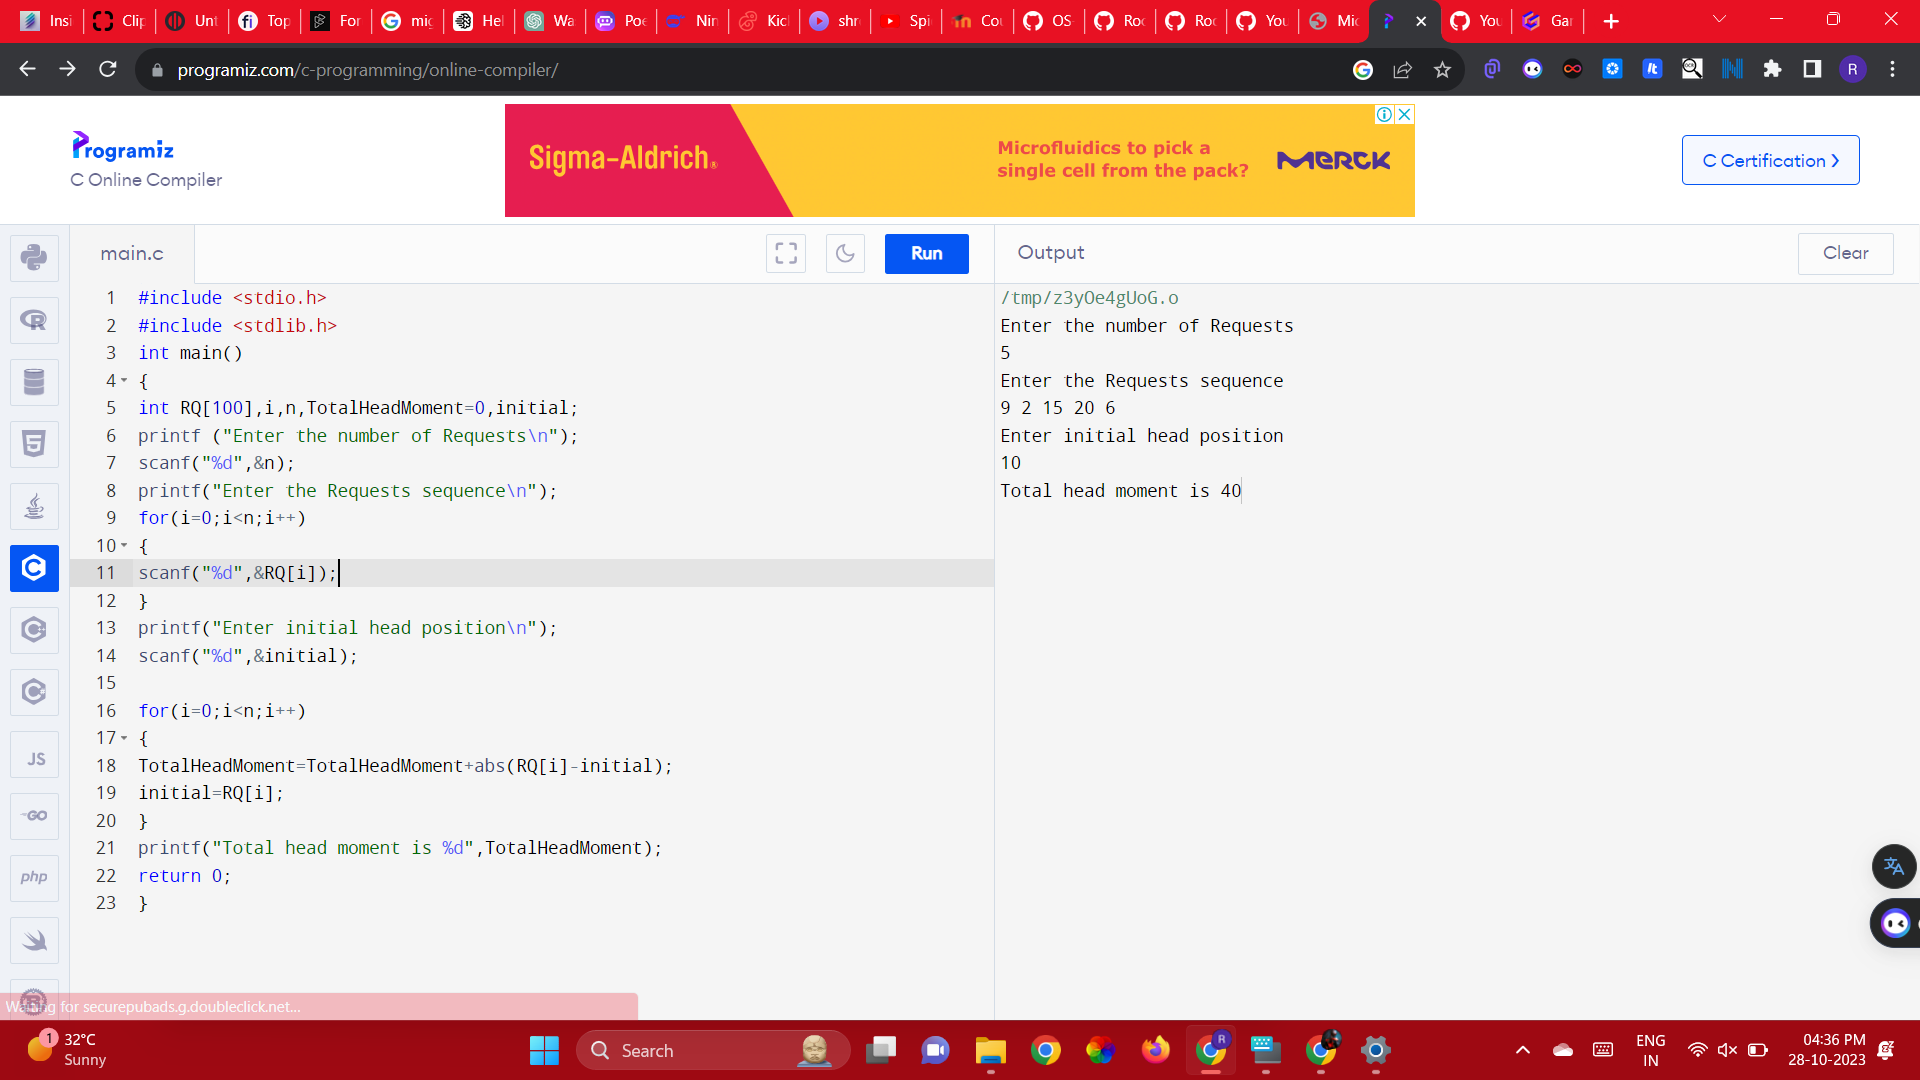 Insi Clip Unt Top For mig Hel Wa Poe Nin Kicl shr Spi Cou OS- Roc Roc You Mic You Gar
programiz.com/c-programming/online-compiler/
R
Programiz
C Online Compiler
Sigma-Aldrich®
Microfluidics to pick a
single cell from the pack?
MERCK
C Certification >
main.c
Run
Output
Clear
1 #include <stdio.h>
2 #include <stdlib.h>
3 int main()
4 {
5 int RQ[100],i,n,TotalHeadMoment=0,initial;
6 printf ("Enter the number of Requests\n");
7 scanf("%d",&n);
8 printf("Enter the Requests sequence\n");
9 for(i=0;i<n;i++)
10 {
11 scanf("%d",&RQ[i]);
12 }
13 printf("Enter initial head position\n");
14 scanf("%d",&initial);
15
16 for(i=0;i<n;i++)
17 {
18 TotalHeadMoment=TotalHeadMoment+abs(RQ[i]-initial);
19 initial=RQ[i];
20 }
21 printf("Total head moment is %d",TotalHeadMoment);
22 return 0;
23 }
/tmp/z3yOe4gUoG.o
Enter the number of Requests
5
Enter the Requests sequence
9 2 15 20 6
Enter initial head position
10
Total head moment is 40
JS
GO
php
Waiting for securepubads.g.doubleclick.net...
1
32°C
Sunny
Search
ENG
IN
04:36 PM
28-10-2023